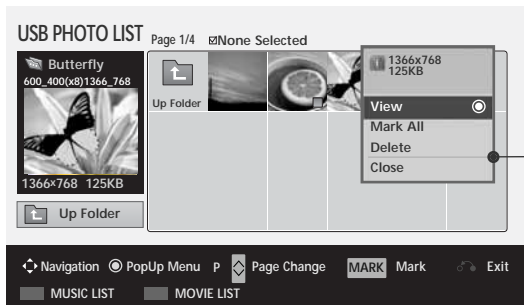 USB PHOTO LIST
Page 1/4 ☑None Selected
Butterfly
600_400(x8)1366_768
1366x768 125KB
Up Folder
Up Folder
1366x768
125KB
View
Mark All
Delete
Close
Navigation PopUp Menu P Page Change MARK Mark Exit
MUSIC LIST MOVIE LIST